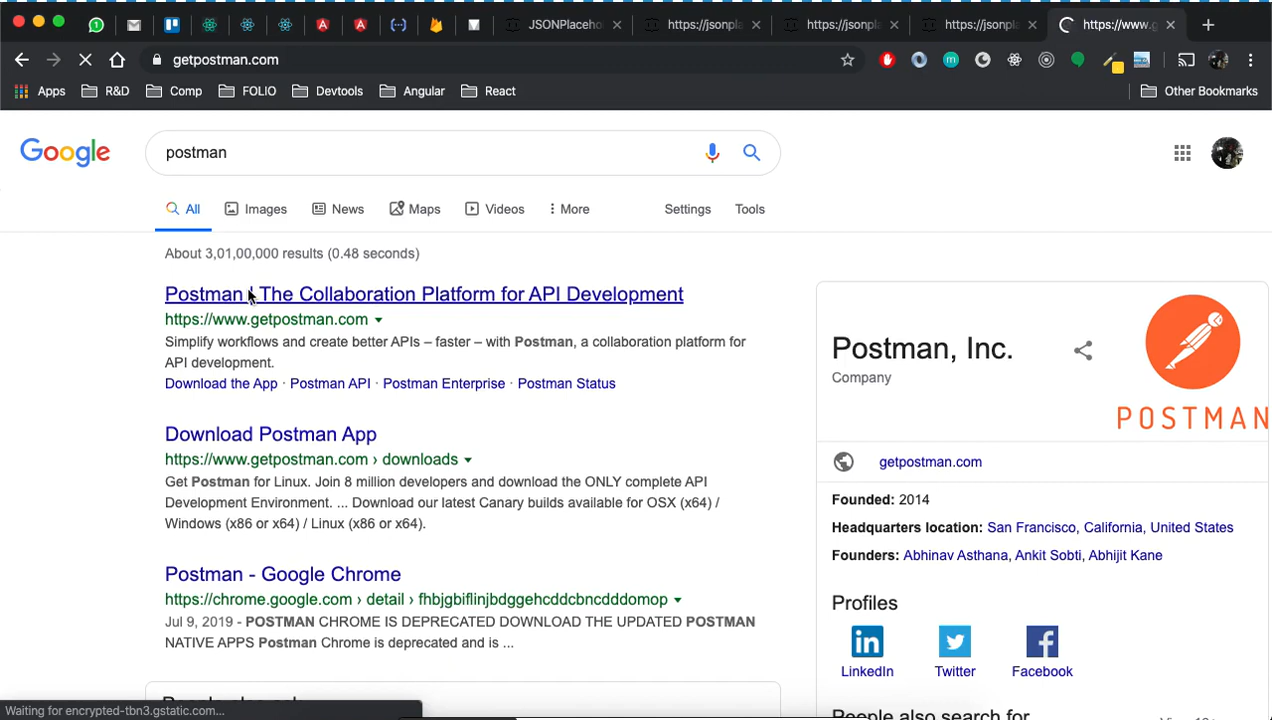 JSONPlaceho
https://jsonpla
https://jsonpl
https://jsonpla
https://www.g
getpostman.com
Apps
R&D
Comp
FOLIO
Devtools
Angular
React
Other Bookmarks
Google
postman
All
Images
News
Maps
Videos
More
Settings
Tools
About 3,01,00,000 results (0.48 seconds)
Postman | The Collaboration Platform for API Development
https://www.getpostman.com
Simplify workflows and create better APIs – faster – with Postman, a collaboration platform for
API development.
Download the App · Postman API · Postman Enterprise · Postman Status
Download Postman App
https://www.getpostman.com › downloads
Get Postman for Linux. Join 8 million developers and download the ONLY complete API
Development Environment. ... Download our latest Canary builds available for OSX (x64) /
Windows (x86 or x64) / Linux (x86 or x64).
Postman - Google Chrome
https://chrome.google.com › detail › fhbjgbiflinjbdggehcddcbncdddomop
Jul 9, 2019 - POSTMAN CHROME IS DEPRECATED DOWNLOAD THE UPDATED POSTMAN
NATIVE APPS Postman Chrome is deprecated and is ...
Postman, Inc.
Company
POSTMAN
getpostman.com
Founded: 2014
Headquarters location: San Francisco, California, United States
Founders: Abhinav Asthana, Ankit Sobti, Abhijit Kane
Profiles
LinkedIn
Twitter
Facebook
People also search for
Waiting for encrypted-tbn3.gstatic.com...